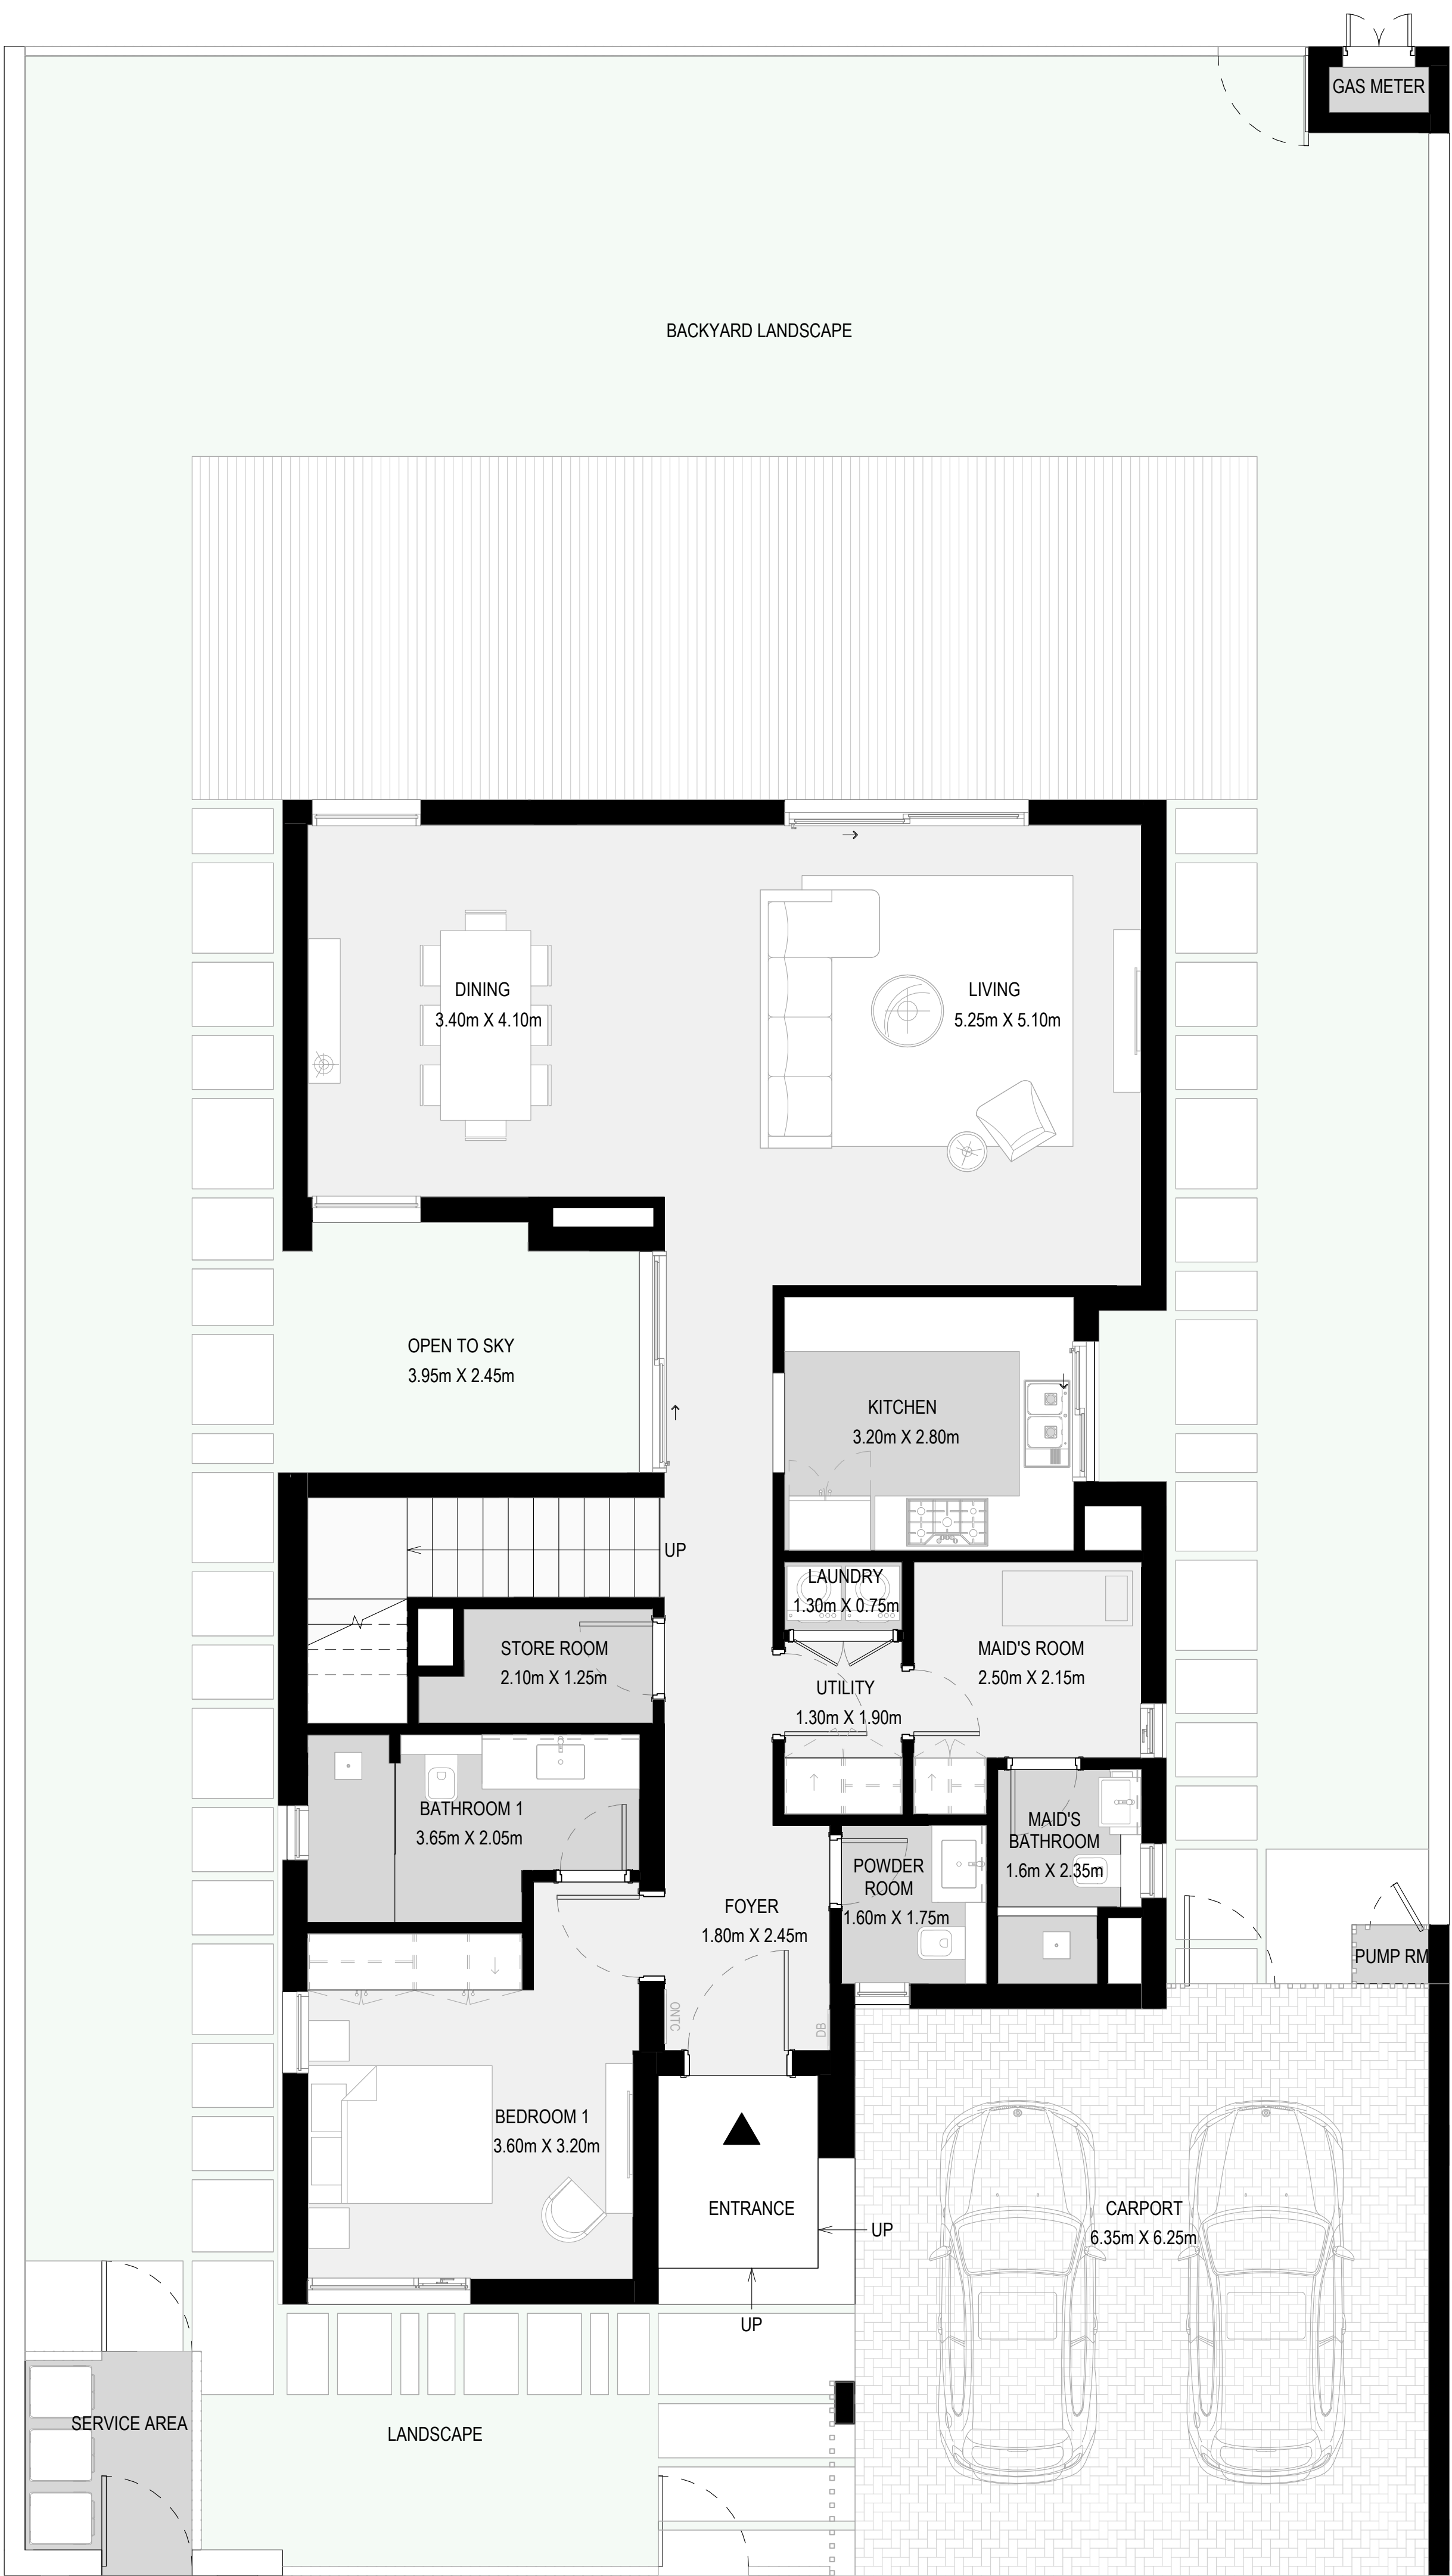 GAS METER
BACKYARD LANDSCAPE
DINING
3.40m X 4.10m
LIVING
5.25m X 5.10m
OPEN TO SKY
3.95m X 2.45m
KITCHEN
3.20m X 2.80m
UP
LAUNDRY
1.30m X 0.75m
STORE ROOM
2.10m X 1.25m
MAID'S ROOM
2.50m X 2.15m
UTILITY
1.30m X 1.90m
BATHROOM 1
3.65m X 2.05m
MAID'S
BATHROOM
1.6m X 2.35m
POWDER
ROOM
1.60m X 1.75m
FOYER
1.80m X 2.45m
PUMP RM
ONTC
DB
BEDROOM 1
3.60m X 3.20m
ENTRANCE
UP
CARPORT
6.35m X 6.25m
UP
SERVICE AREA
LANDSCAPE